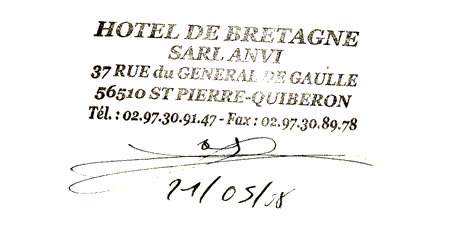 HOTEL DE BRETAGNE
SARL ANVI
37 RUE du GENERAL DE GAULLE
56510 ST PIERRE-QUIBERON
Tél. : 02.97.30.91.47 - Fax : 02.97.30.89.78
21/05/08